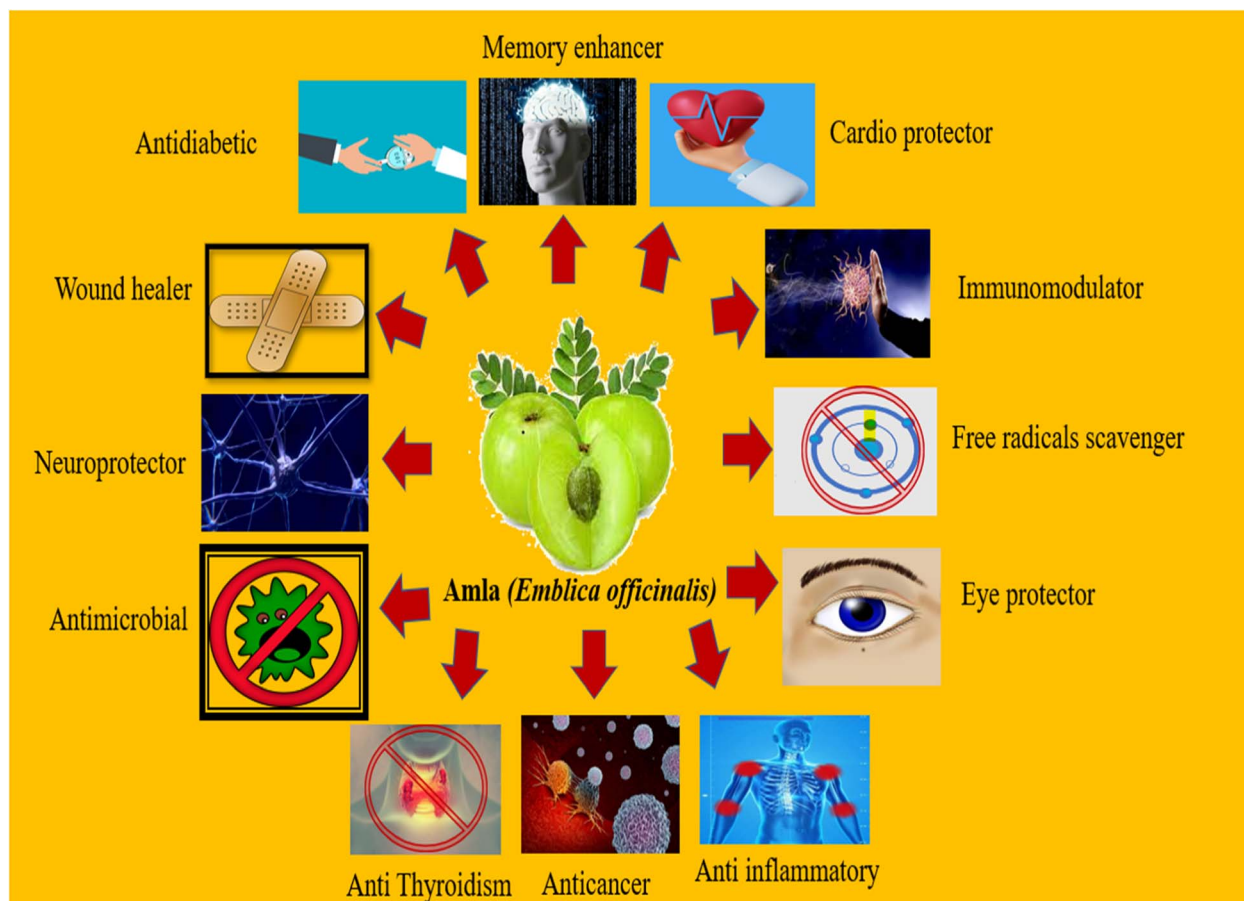 Memory enhancer
Antidiabetic
Cardio protector
Wound healer
Immunomodulator
Neuroprotector
Free radicals scavenger
Amla (Emblica officinalis)
Eye protector
Antimicrobial
Anti Thyroidism
Anticancer
Anti inflammatory